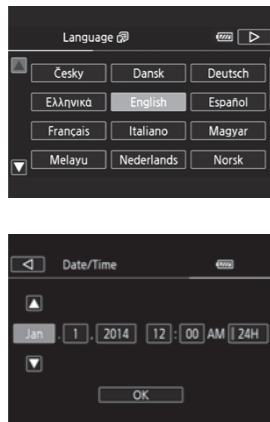 Language
Česky Dansk Deutsch
Ελληνικά English Español
Français Italiano Magyar
Melayu Nederlands Norsk
Date/Time
Jan . 1 . 2014 12 : 00 AM 24H
OK